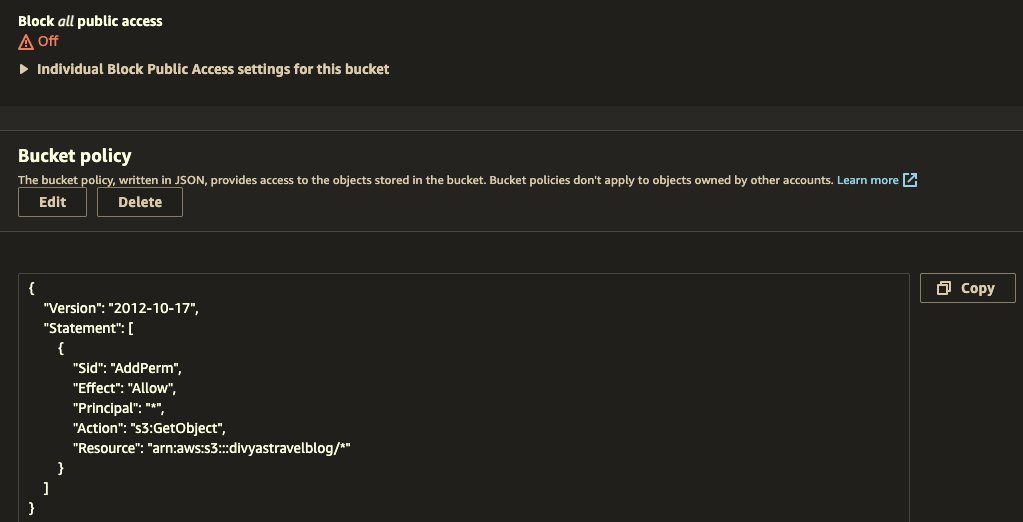 Block all public access
Off
Individual Block Public Access settings for this bucket
Bucket policy
The bucket policy, written in JSON, provides access to the objects stored in the bucket. Bucket policies don't apply to objects owned by other accounts. Learn more
Edit Delete
Copy
{
"Version": "2012-10-17",
"Statement": [
{
"Sid": "AddPerm",
"Effect": "Allow",
"Principal": "*",
"Action": "s3:GetObject",
"Resource": "arn:aws:s3:::divyastravelblog/*"
}
]
}